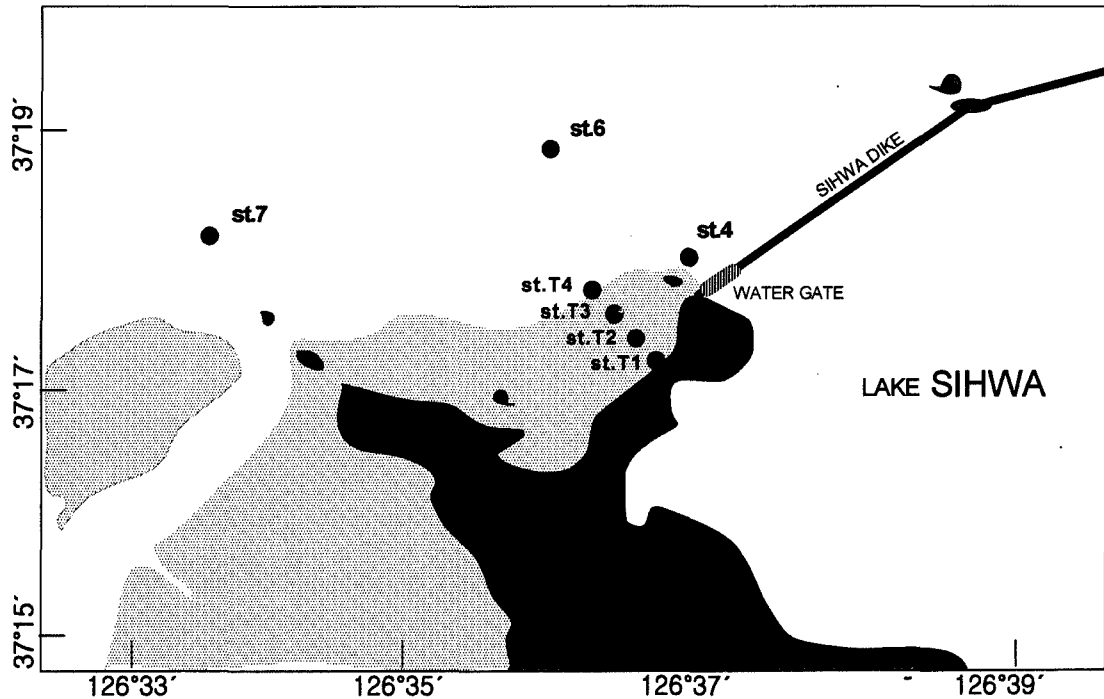 37°19′
st.6
SIHWA DIKE
st.7
st.4
st.T4
WATER GATE
st.T3
st.T2
st.T1
37°17′
LAKE SIHWA
37°15′
126°33′
126°35′
126°37′
126°39′